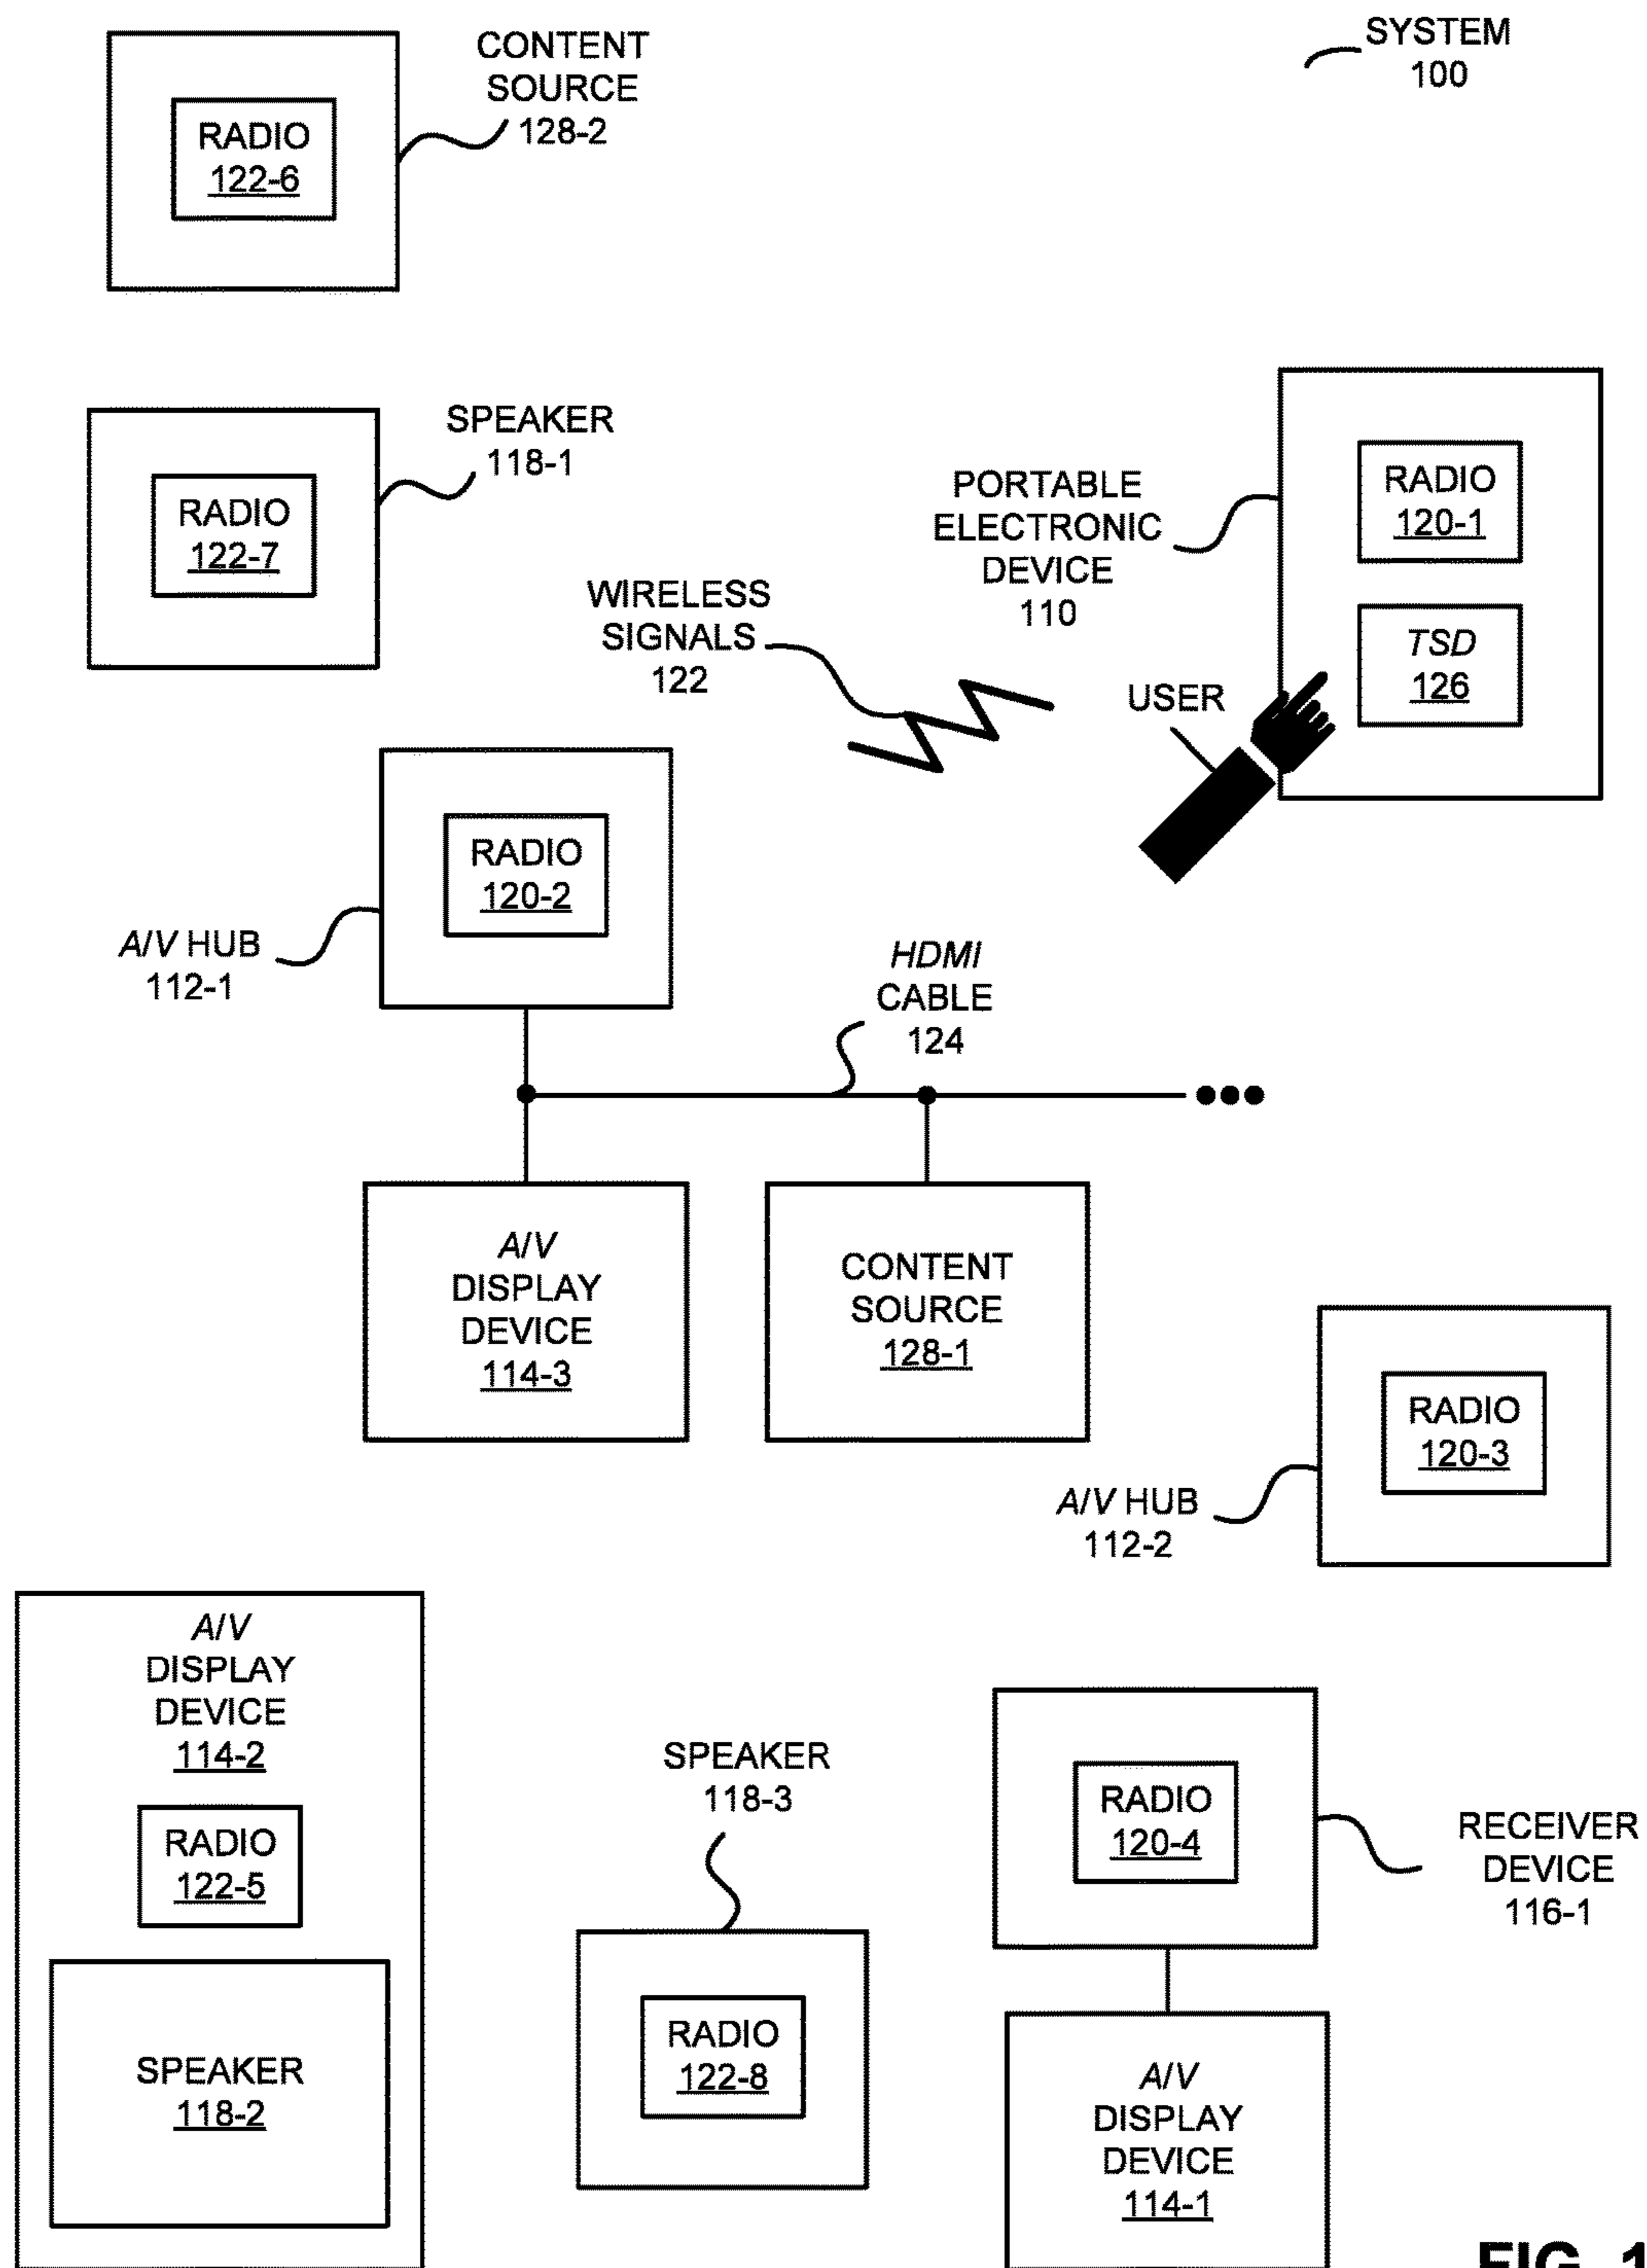 SYSTEM
100
CONTENT
SOURCE
128-2
RADIO
122-6
SPEAKER
118-1
RADIO
122-7
PORTABLE
ELECTRONIC
DEVICE
110
RADIO
120-1
TSD
126
WIRELESS
SIGNALS
122
USER
RADIO
120-2
A/V HUB
112-1
HDMI
CABLE
124
A/V
DISPLAY
DEVICE
114-3
CONTENT
SOURCE
128-1
RADIO
120-3
A/V HUB
112-2
A/V
DISPLAY
DEVICE
114-2
RADIO
122-5
SPEAKER
118-2
SPEAKER
118-3
RADIO
122-8
RADIO
120-4
RECEIVER
DEVICE
116-1
A/V
DISPLAY
DEVICE
114-1
FIG. 1